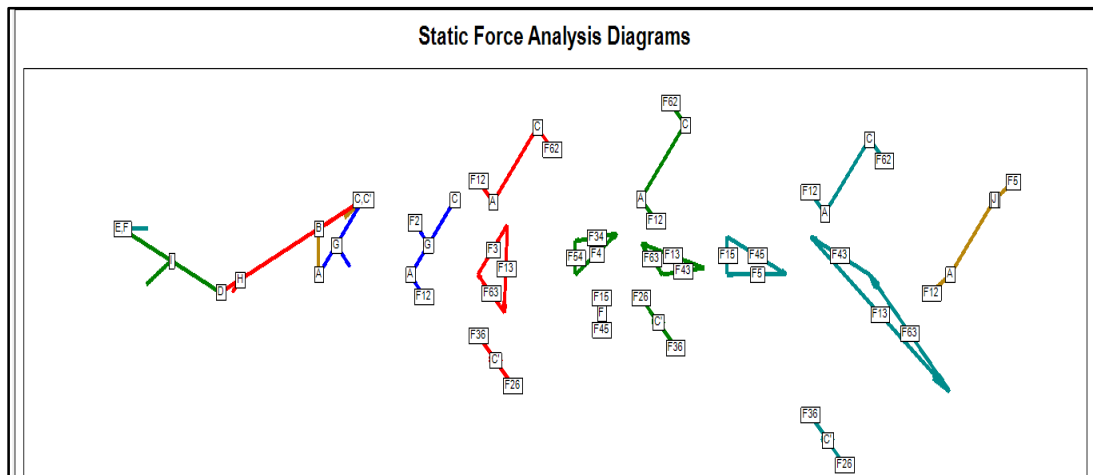 Static Force Analysis Diagrams
E,F
I
D
H
B
C,C'
G
A
F2
C
G
A
F12
C
F62
F12
A
F3
F13
F63
F36
C'
F26
F34
F54
F4
F15
F
F45
F62
C
A
F12
F63
F13
F43
F26
C'
F36
F15
F45
F5
C
F62
F12
A
F43
F13
F63
F36
C'
F26
F5
J
A
F12